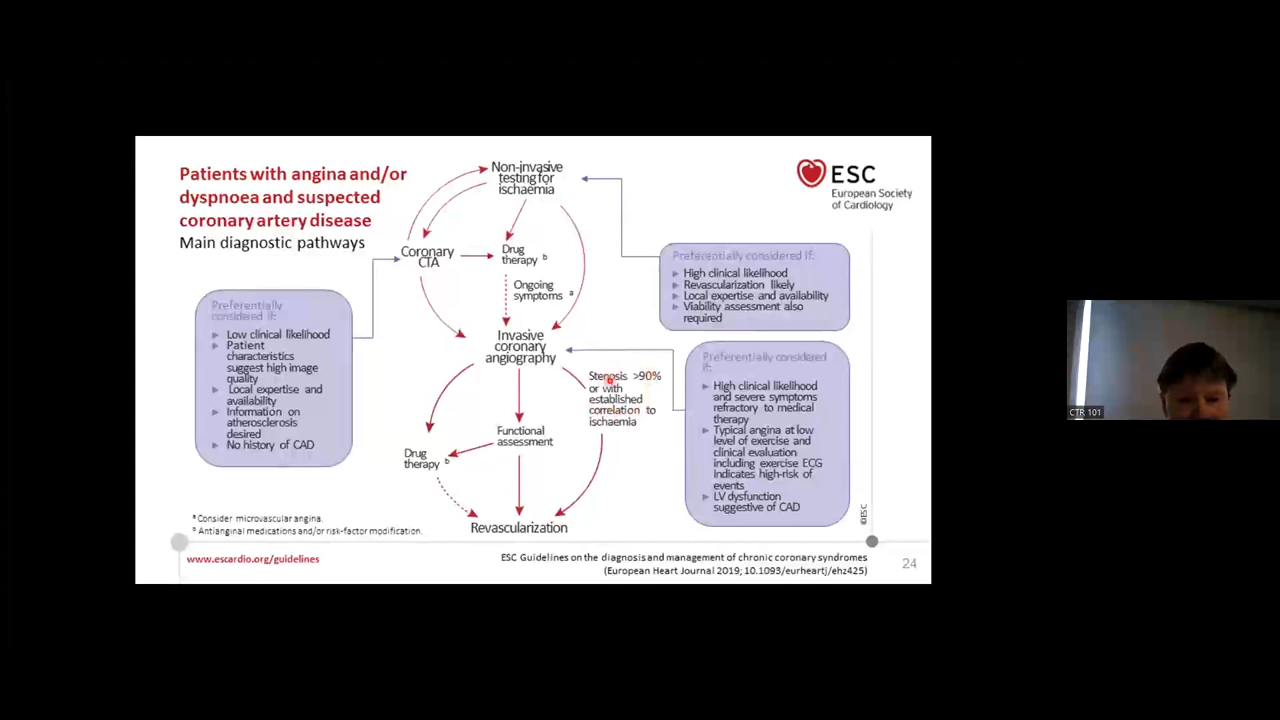 Patients with angina and/or
dyspnoea and suspected
coronary artery disease
Main diagnostic pathways
Non-invasive
testing for
ischaemia
ESC
European Society
of Cardiology
Coronary
CTA
Drug
therapy b
Ongoing
symptoms a
Preferentially considered if:
► High clinical likelihood
► Revascularization likely
► Local expertise and availability
► Viability assessment also
required
Preferentially
considered if:
► Low clinical likelihood
► Patient
characteristics
suggest high image
quality
► Local expertise and
availability
► Information on
atherosclerosis
desired
► No history of CAD
Invasive
coronary
angiography
Stenosis >90%
or with
established
correlation to
ischaemia
Preferentially considered
if:
► High clinical likelihood
and severe symptoms
refractory to medical
therapy
► Typical angina at low
level of exercise and
clinical evaluation
including exercise ECG
indicates high-risk of
events
► LV dysfunction
suggestive of CAD
Functional
assessment
Drug
therapy b
Revascularization
a Consider microvascular angina.
b Antianginal medications and/or risk-factor modification.
©ESC
www.escardio.org/guidelines
ESC Guidelines on the diagnosis and management of chronic coronary syndromes
(European Heart Journal 2019; 10.1093/eurheartj/ehz425)
24
CTR 101